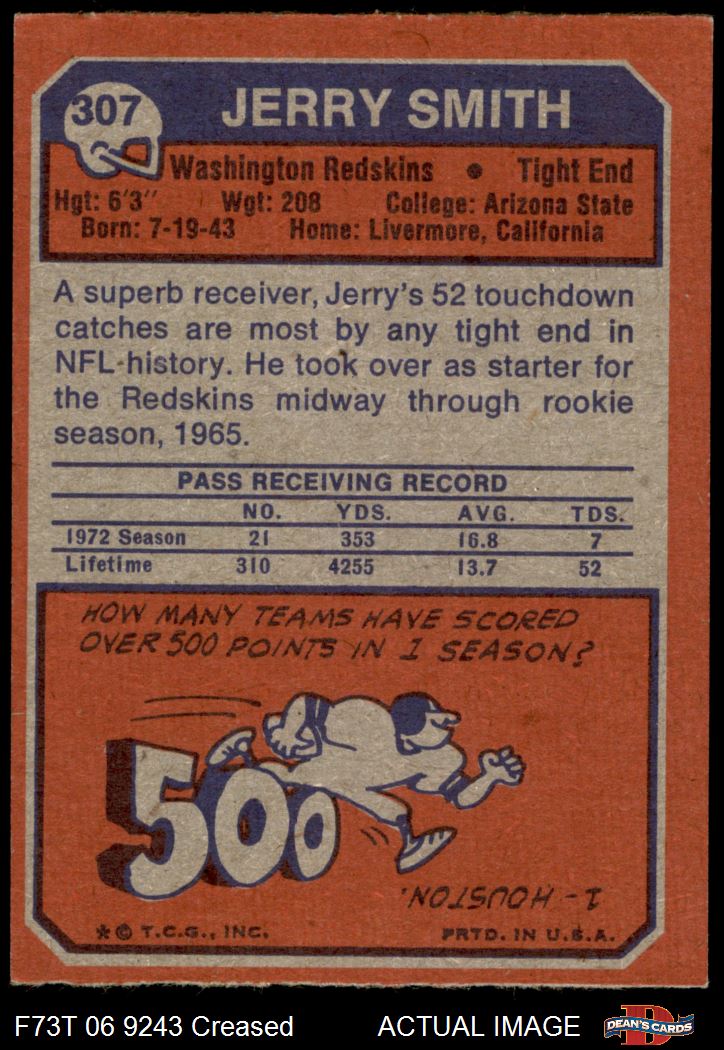 307
JERRY SMITH
Washington Redskins • Tight End
Hgt: 6'3" Wgt: 208 College: Arizona State
Born: 7-19-43 Home: Livermore, California
A superb receiver, Jerry's 52 touchdown
catches are most by any tight end in
NFL history. He took over as starter for
the Redskins midway through rookie
season, 1965.
PASS RECEIVING RECORD
NO. YDS. AVG. TDS.
1972 Season 21 353 16.8 7
Lifetime 310 4255 13.7 52
HOW MANY TEAMS HAVE SCORED
OVER 500 POINTS IN 1 SEASON?
500
1 - HOUSTON.
* © T.C.G., INC. PRTD. IN U.S.A.
F73T 06 9243 Creased ACTUAL IMAGE
D
DEAN'S CARDS